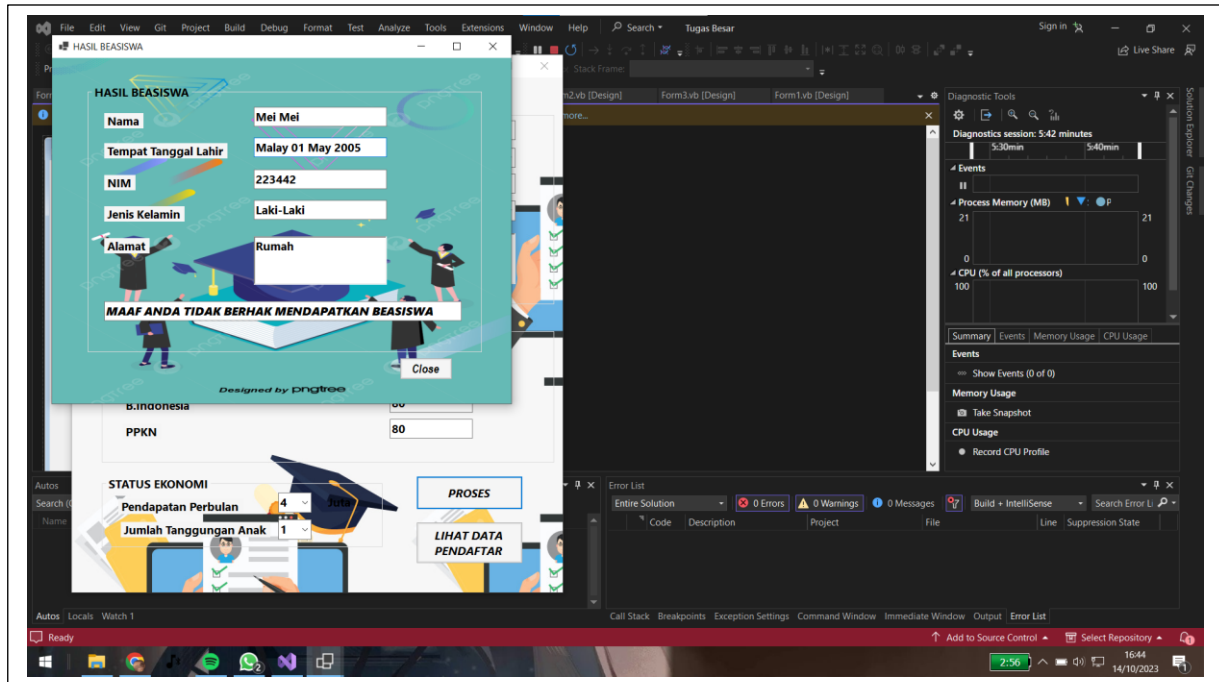 File Edit View Git Project Build Debug Format Test Analyze Tools Extensions Window Help Search Tugas Besar Sign in
HASIL BEASISWA
Live Share
Stack Frame:
m2.vb [Design] Form3.vb [Design] Form1.vb [Design]
more...
HASIL BEASISWA
Nama Mei Mei
Tempat Tanggal Lahir Malay 01 May 2005
NIM 223442
Jenis Kelamin Laki-Laki
Alamat Rumah
MAAF ANDA TIDAK BERHAK MENDAPATKAN BEASISWA
Close
Designed by pngtree
B.Indonesia
PPKN 80
STATUS EKONOMI
Pendapatan Perbulan 4 Juta
Jumlah Tanggungan Anak 1
PROSES
LIHAT DATA
PENDAFTAR
Diagnostic Tools
Diagnostics session: 5:42 minutes
5:30min 5:40min
Events
Process Memory (MB) P
21 21
0 0
CPU (% of all processors)
100 100
Summary Events Memory Usage CPU Usage
Events
Show Events (0 of 0)
Memory Usage
Take Snapshot
CPU Usage
Record CPU Profile
Solution Explorer
Git Changes
Autos
Search (C
Name
Autos Locals Watch 1
Error List
Entire Solution 0 Errors 0 Warnings 0 Messages Build + IntelliSense Search Error Li
Code Description Project File Line Suppression State
Call Stack Breakpoints Exception Settings Command Window Immediate Window Output Error List
Ready Add to Source Control Select Repository
2:56 16:44
14/10/2023